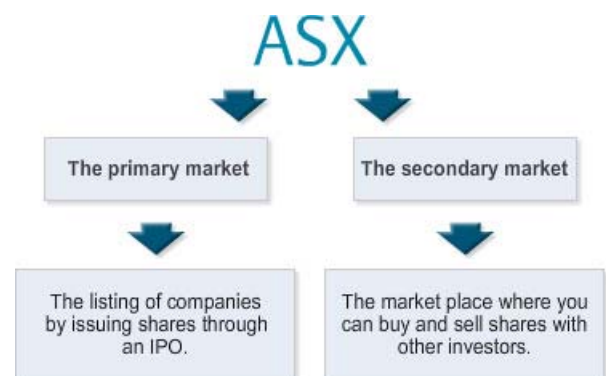 ASX
The primary market
The secondary market
The listing of companies
by issuing shares through
an IPO.
The market place where you
can buy and sell shares with
other investors.